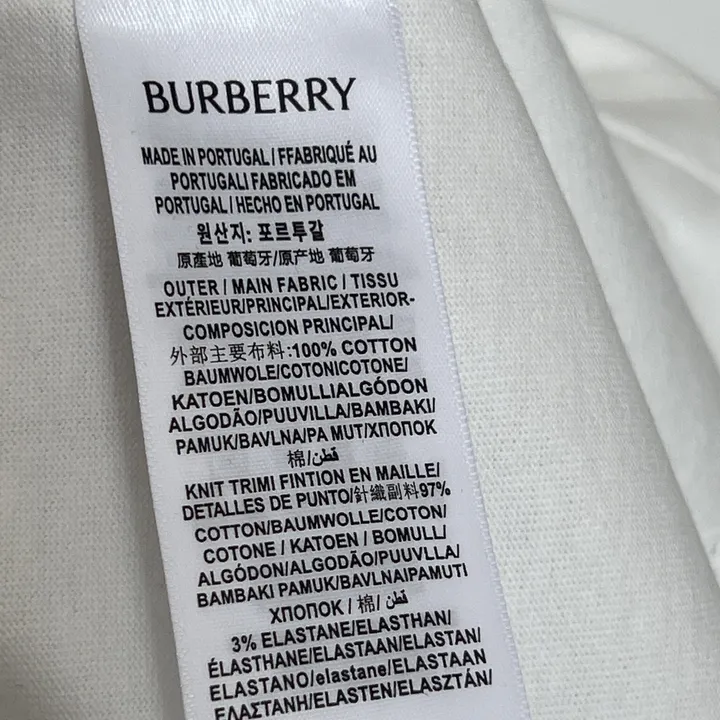 BURBERRY
MADE IN PORTUGAL / FFABRIQUÉ AU
PORTUGALI FABRICADO EM
PORTUGAL / HECHO EN PORTUGAL
원산지: 포르투갈
原產地 葡萄牙/原产地 葡萄牙
OUTER / MAIN FABRIC / TISSU
EXTÉRIEUR/PRINCIPAL/EXTERIOR-
COMPOSICION PRINCIPAL/
外部主要布料:100% COTTON
BAUMWOLE/COTONICOTONE/
KATOEN/BOMULLIALGÓDON
ALGODÃO/PUUVILLA/BAMBAKI/
PAMUK/BAVLNA/PA MUT/ХПОПОК
棉/قطن
KNIT TRIMI FINTION EN MAILLE/
DETALLES DE PUNTO/針織副料97%
COTTON/BAUMWOLLE/COTON/
COTONE / KATOEN / BOMULL/
ALGÓDON/ALGODÃO/PUUVLLA/
BAMBAKI PAMUK/BAVLNAIPAMUTI
ХПОПОК / 棉/ قطن
3% ELASTANE/ELASTHAN/
ÉLASTHANE/ELASTAAN/ELASTAN/
ELASTANO/elastane/ELASTAAN
ΕΛΑΣΤΑΝΗ/ELASTEN/ELASZTÁN/